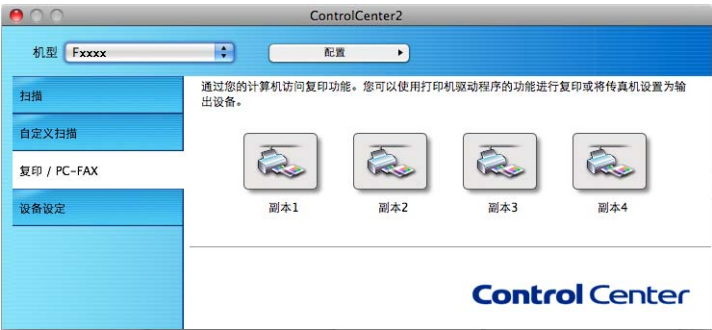 ControlCenter2
机型 Fxxxx 配置
扫描
自定义扫描
复印 / PC-FAX
设备设定
通过您的计算机访问复印功能。您可以使用打印机驱动程序的功能进行复印或将传真机设置为输
出设备。
副本1 副本2 副本3 副本4
Control Center